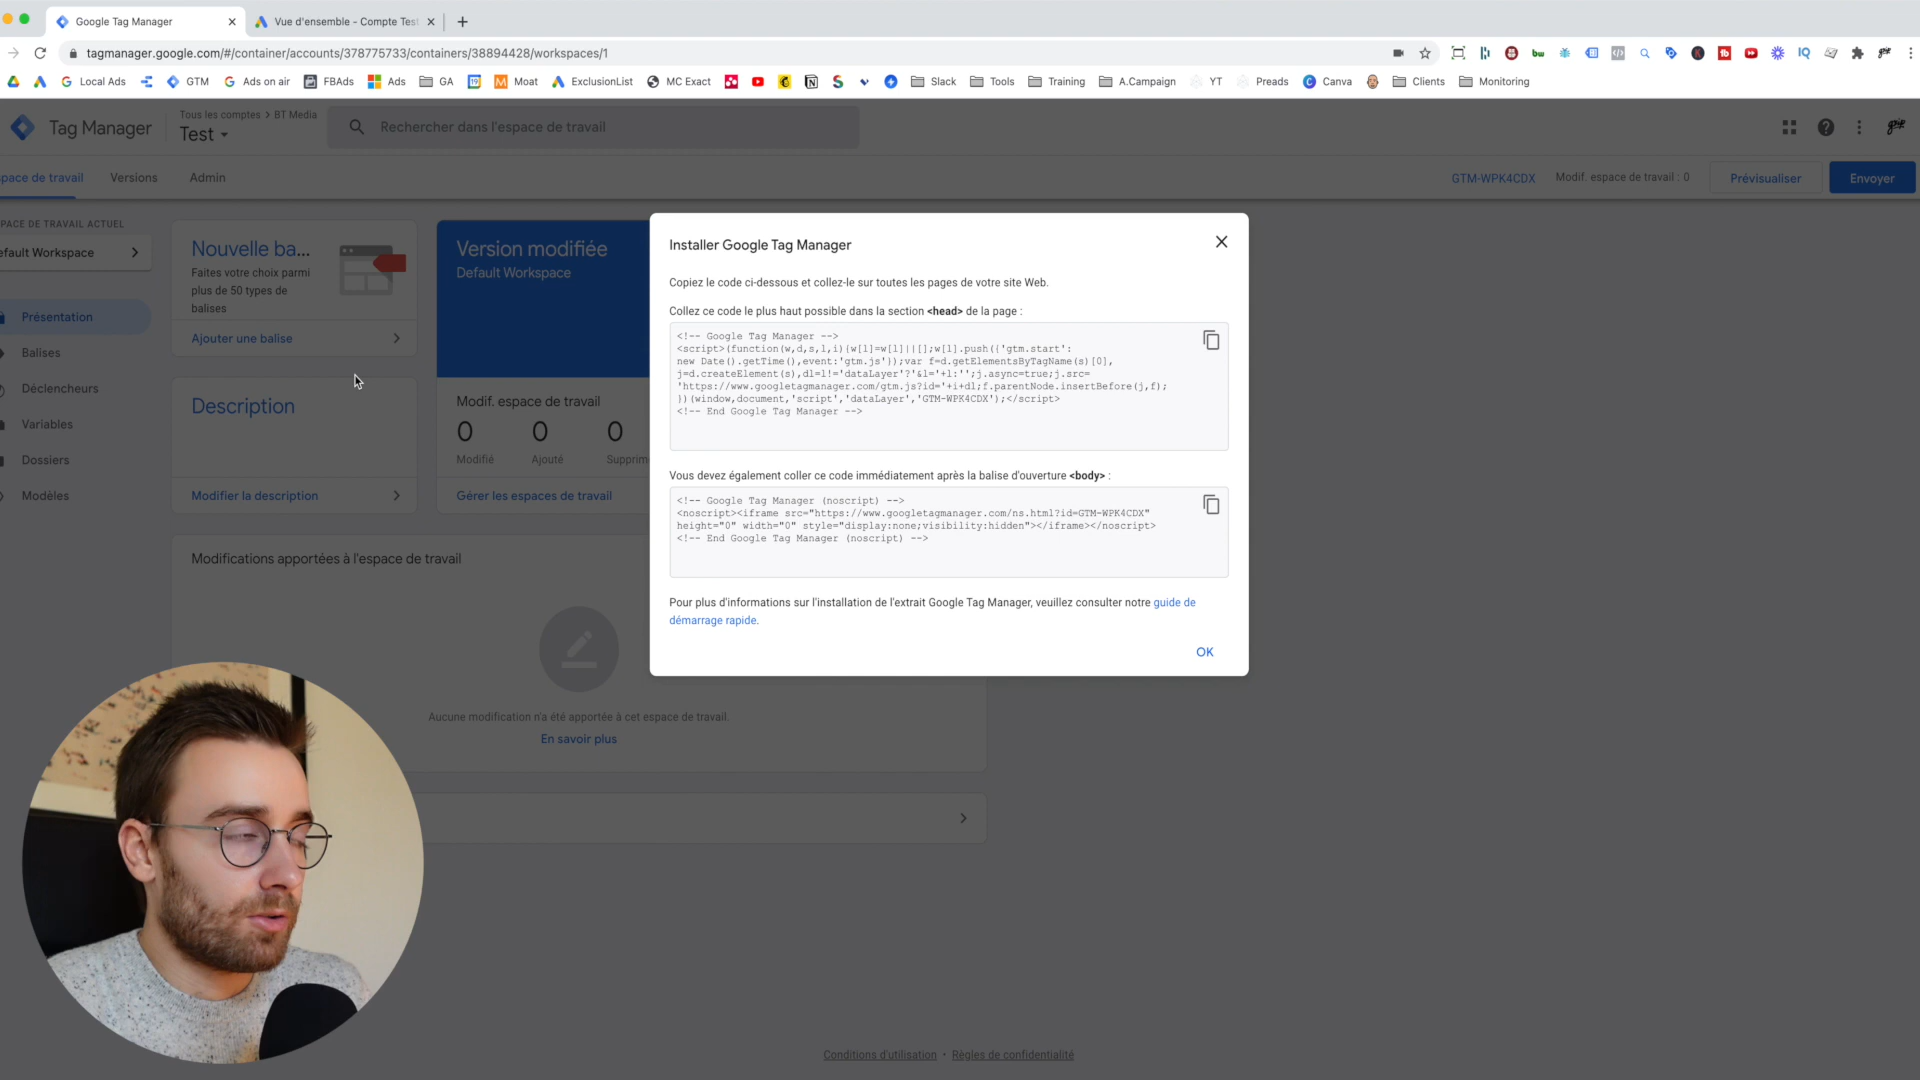 Google Tag Manager
Vue d'ensemble - Compte Test
tagmanager.google.com/#/container/accounts/378775733/containers/38894428/workspaces/1
Local Ads
GTM
Ads on air
FBAds
Ads
GA
Moat
ExclusionList
MC Exact
Slack
Tools
Training
A.Campaign
YT
Preads
Canva
Clients
Monitoring
Tag Manager
Tous les comptes > BT Media
Test
Rechercher dans l'espace de travail
pace de travail
Versions
Admin
GTM-WPK4CDX
Modif. espace de travail : 0
Prévisualiser
Envoyer
PACE DE TRAVAIL ACTUEL
efault Workspace
Présentation
Balises
Déclencheurs
Variables
Dossiers
Modèles
Nouvelle ba...
Faites votre choix parmi
plus de 50 types de
balises
Ajouter une balise
Description
Modifier la description
Version modifiée
Default Workspace
Modif. espace de travail
0 0 0
Modifié Ajouté Supprim
Gérer les espaces de travail
Modifications apportées à l'espace de travail
Aucune modification n'a été apportée à cet espace de travail.
En savoir plus
Installer Google Tag Manager
Copiez le code ci-dessous et collez-le sur toutes les pages de votre site Web.
Collez ce code le plus haut possible dans la section <head> de la page :
<!-- Google Tag Manager -->
<script>(function(w,d,s,l,i){w[l]=w[l]||[];w[l].push({'gtm.start':
new Date().getTime(),event:'gtm.js'});var f=d.getElementsByTagName(s)[0],
j=d.createElement(s),dl=l!='dataLayer'?'&l='+l:'';j.async=true;j.src=
'https://www.googletagmanager.com/gtm.js?id='+i+dl;f.parentNode.insertBefore(j,f);
})(window,document,'script','dataLayer','GTM-WPK4CDX');</script>
<!-- End Google Tag Manager -->
Vous devez également coller ce code immédiatement après la balise d'ouverture <body> :
<!-- Google Tag Manager (noscript) -->
<noscript><iframe src="https://www.googletagmanager.com/ns.html?id=GTM-WPK4CDX"
height="0" width="0" style="display:none;visibility:hidden"></iframe></noscript>
<!-- End Google Tag Manager (noscript) -->
Pour plus d'informations sur l'installation de l'extrait Google Tag Manager, veuillez consulter notre guide de
démarrage rapide.
OK
Conditions d'utilisation • Règles de confidentialité